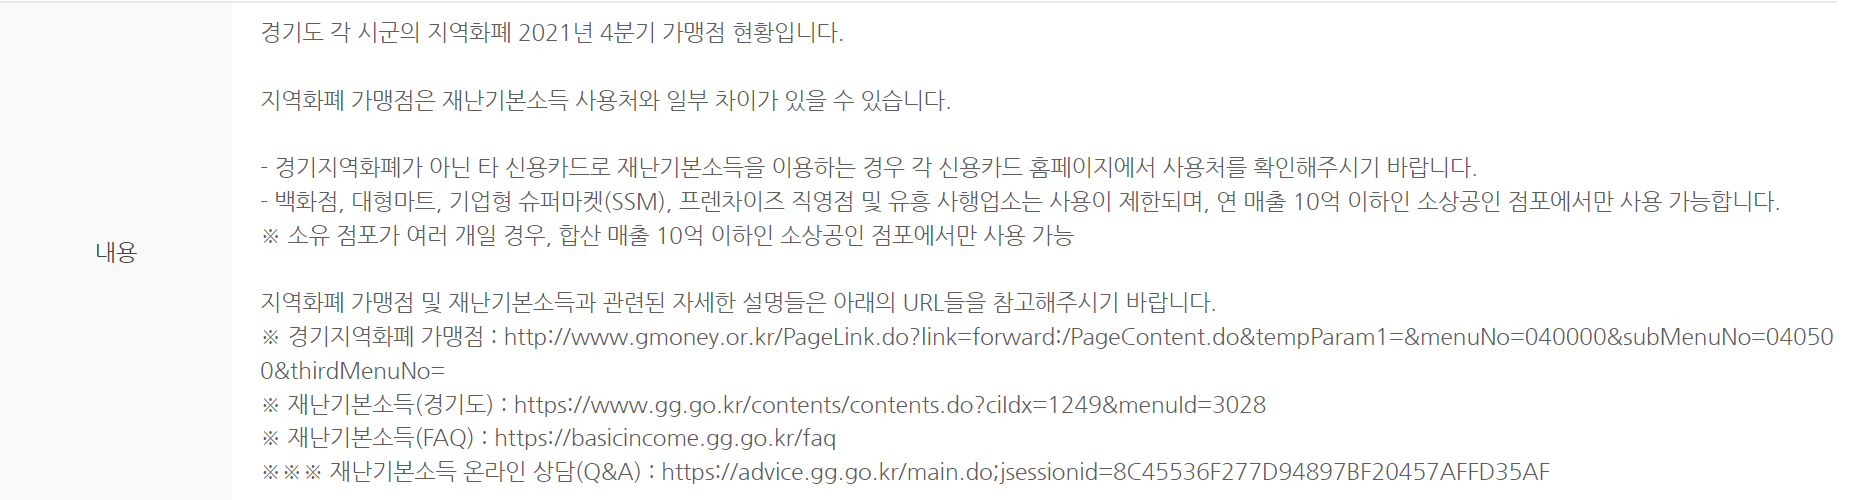 경기도 각 시군의 지역화폐 2021년 4분기 가맹점 현황입니다.
지역화폐 가맹점은 재난기본소득 사용처와 일부 차이가 있을 수 있습니다.
- 경기지역화폐가 아닌 타 신용카드로 재난기본소득을 이용하는 경우 각 신용카드 홈페이지에서 사용처를 확인해주시기 바랍니다.
- 백화점, 대형마트, 기업형 슈퍼마켓(SSM), 프렌차이즈 직영점 및 유흥 사행업소는 사용이 제한되며, 연 매출 10억 이하인 소상공인 점포에서만 사용 가능합니다.
※ 소유 점포가 여러 개일 경우, 합산 매출 10억 이하인 소상공인 점포에서만 사용 가능
내용
지역화폐 가맹점 및 재난기본소득과 관련된 자세한 설명들은 아래의 URL들을 참고해주시기 바랍니다.
※ 경기지역화폐 가맹점 : http://www.gmoney.or.kr/PageLink.do?link=forward:/PageContent.do&tempParam1=&menuNo=040000&subMenuNo=04050
0&thirdMenuNo=
※ 재난기본소득(경기도) : https://www.gg.go.kr/contents/contents.do?ciIdx=1249&menuId=3028
※ 재난기본소득(FAQ) : https://basicincome.gg.go.kr/faq
※※※ 재난기본소득 온라인 상담(Q&A) : https://advice.gg.go.kr/main.do;jsessionid=8C45536F277D94897BF20457AFFD35AF